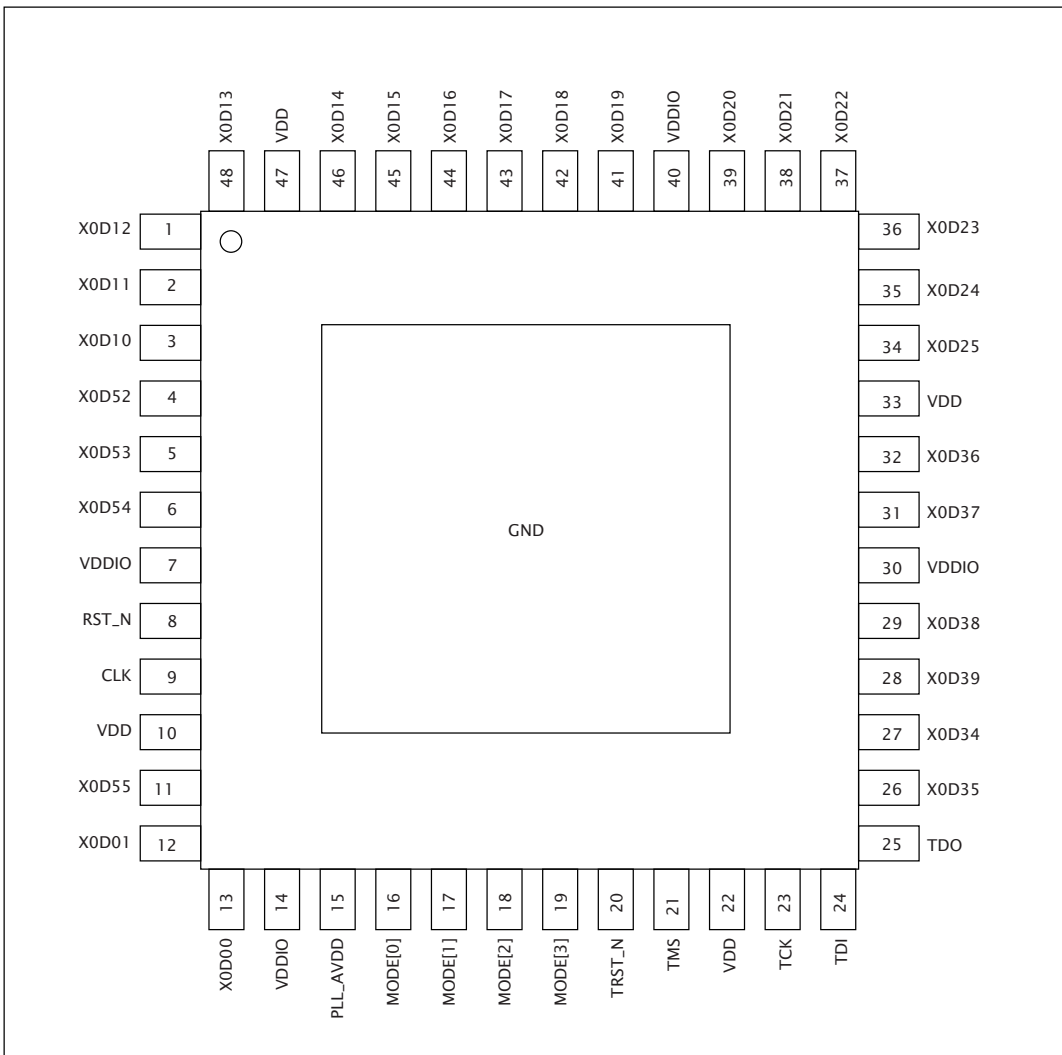 X0D13 VDD X0D14 X0D15 X0D16 X0D17 X0D18 X0D19 VDDIO X0D20 X0D21 X0D22
48 47 46 45 44 43 42 41 40 39 38 37
X0D12 1 36 X0D23
X0D11 2 35 X0D24
X0D10 3 34 X0D25
X0D52 4 33 VDD
X0D53 5 32 X0D36
X0D54 6 31 X0D37
GND
VDDIO 7 30 VDDIO
RST_N 8 29 X0D38
CLK 9 28 X0D39
VDD 10 27 X0D34
X0D55 11 26 X0D35
X0D01 12 25 TDO
13 14 15 16 17 18 19 20 21 22 23 24
X0D00 VDDIO PLL_AVDD MODE[0] MODE[1] MODE[2] MODE[3] TRST_N TMS VDD TCK TDI